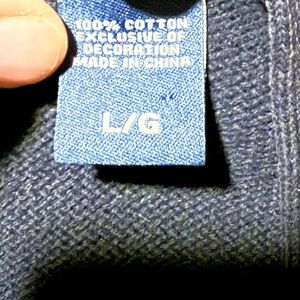 100% COTTON
EXCLUSIVE OF
DECORATION
MADE IN CHINA
L/G